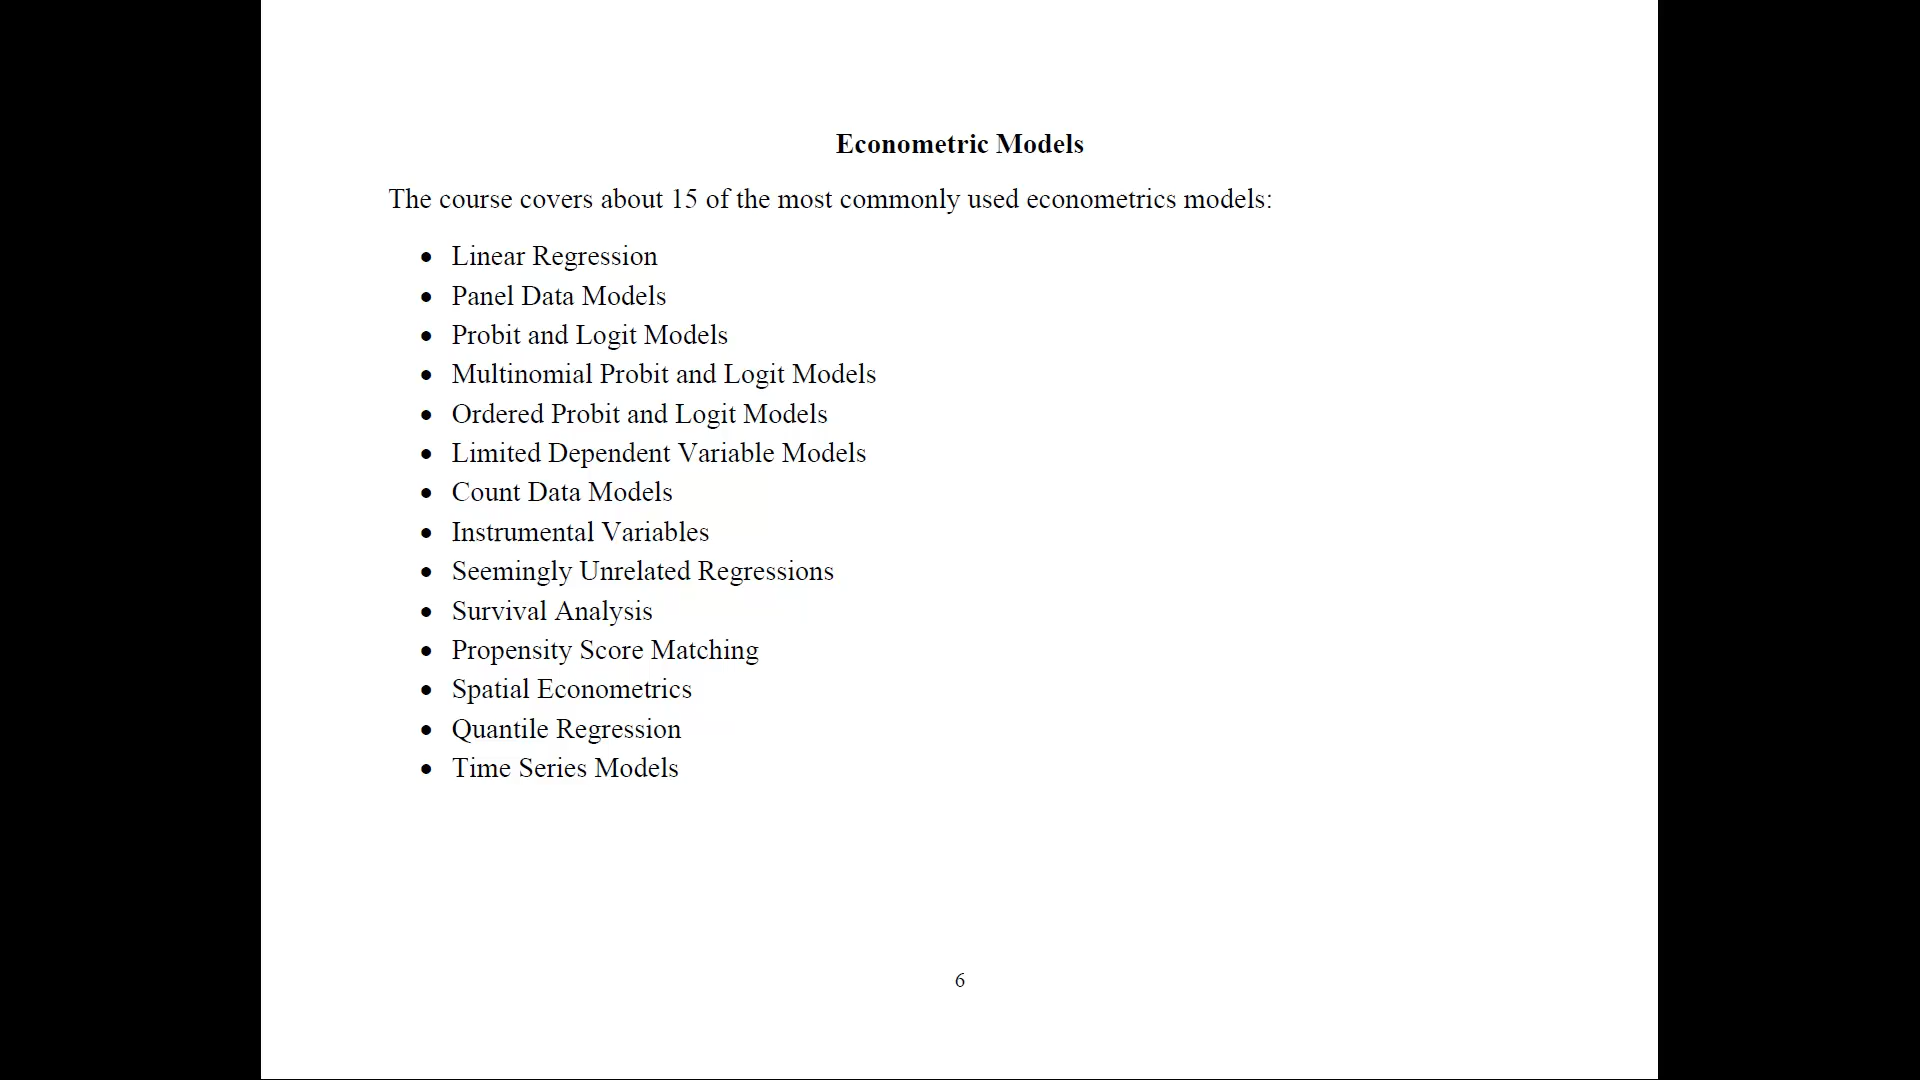 Econometric Models
The course covers about 15 of the most commonly used econometrics models:
• Linear Regression
• Panel Data Models
• Probit and Logit Models
• Multinomial Probit and Logit Models
• Ordered Probit and Logit Models
• Limited Dependent Variable Models
• Count Data Models
• Instrumental Variables
• Seemingly Unrelated Regressions
• Survival Analysis
• Propensity Score Matching
• Spatial Econometrics
• Quantile Regression
• Time Series Models
6